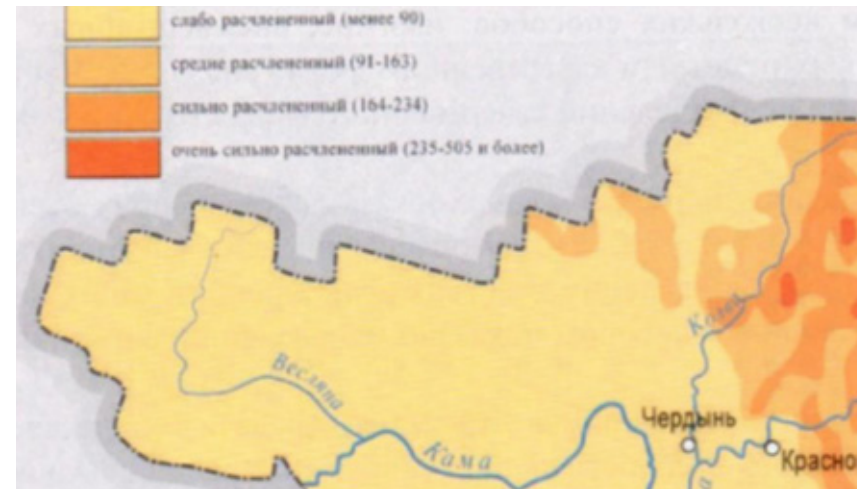 слабо расчлененный (менее 90)
средне расчлененный (91-163)
сильно расчлененный (164-234)
очень сильно расчлененный (235-505 и более)
Колва
Весляна
Чердынь
Кама
Красно
а